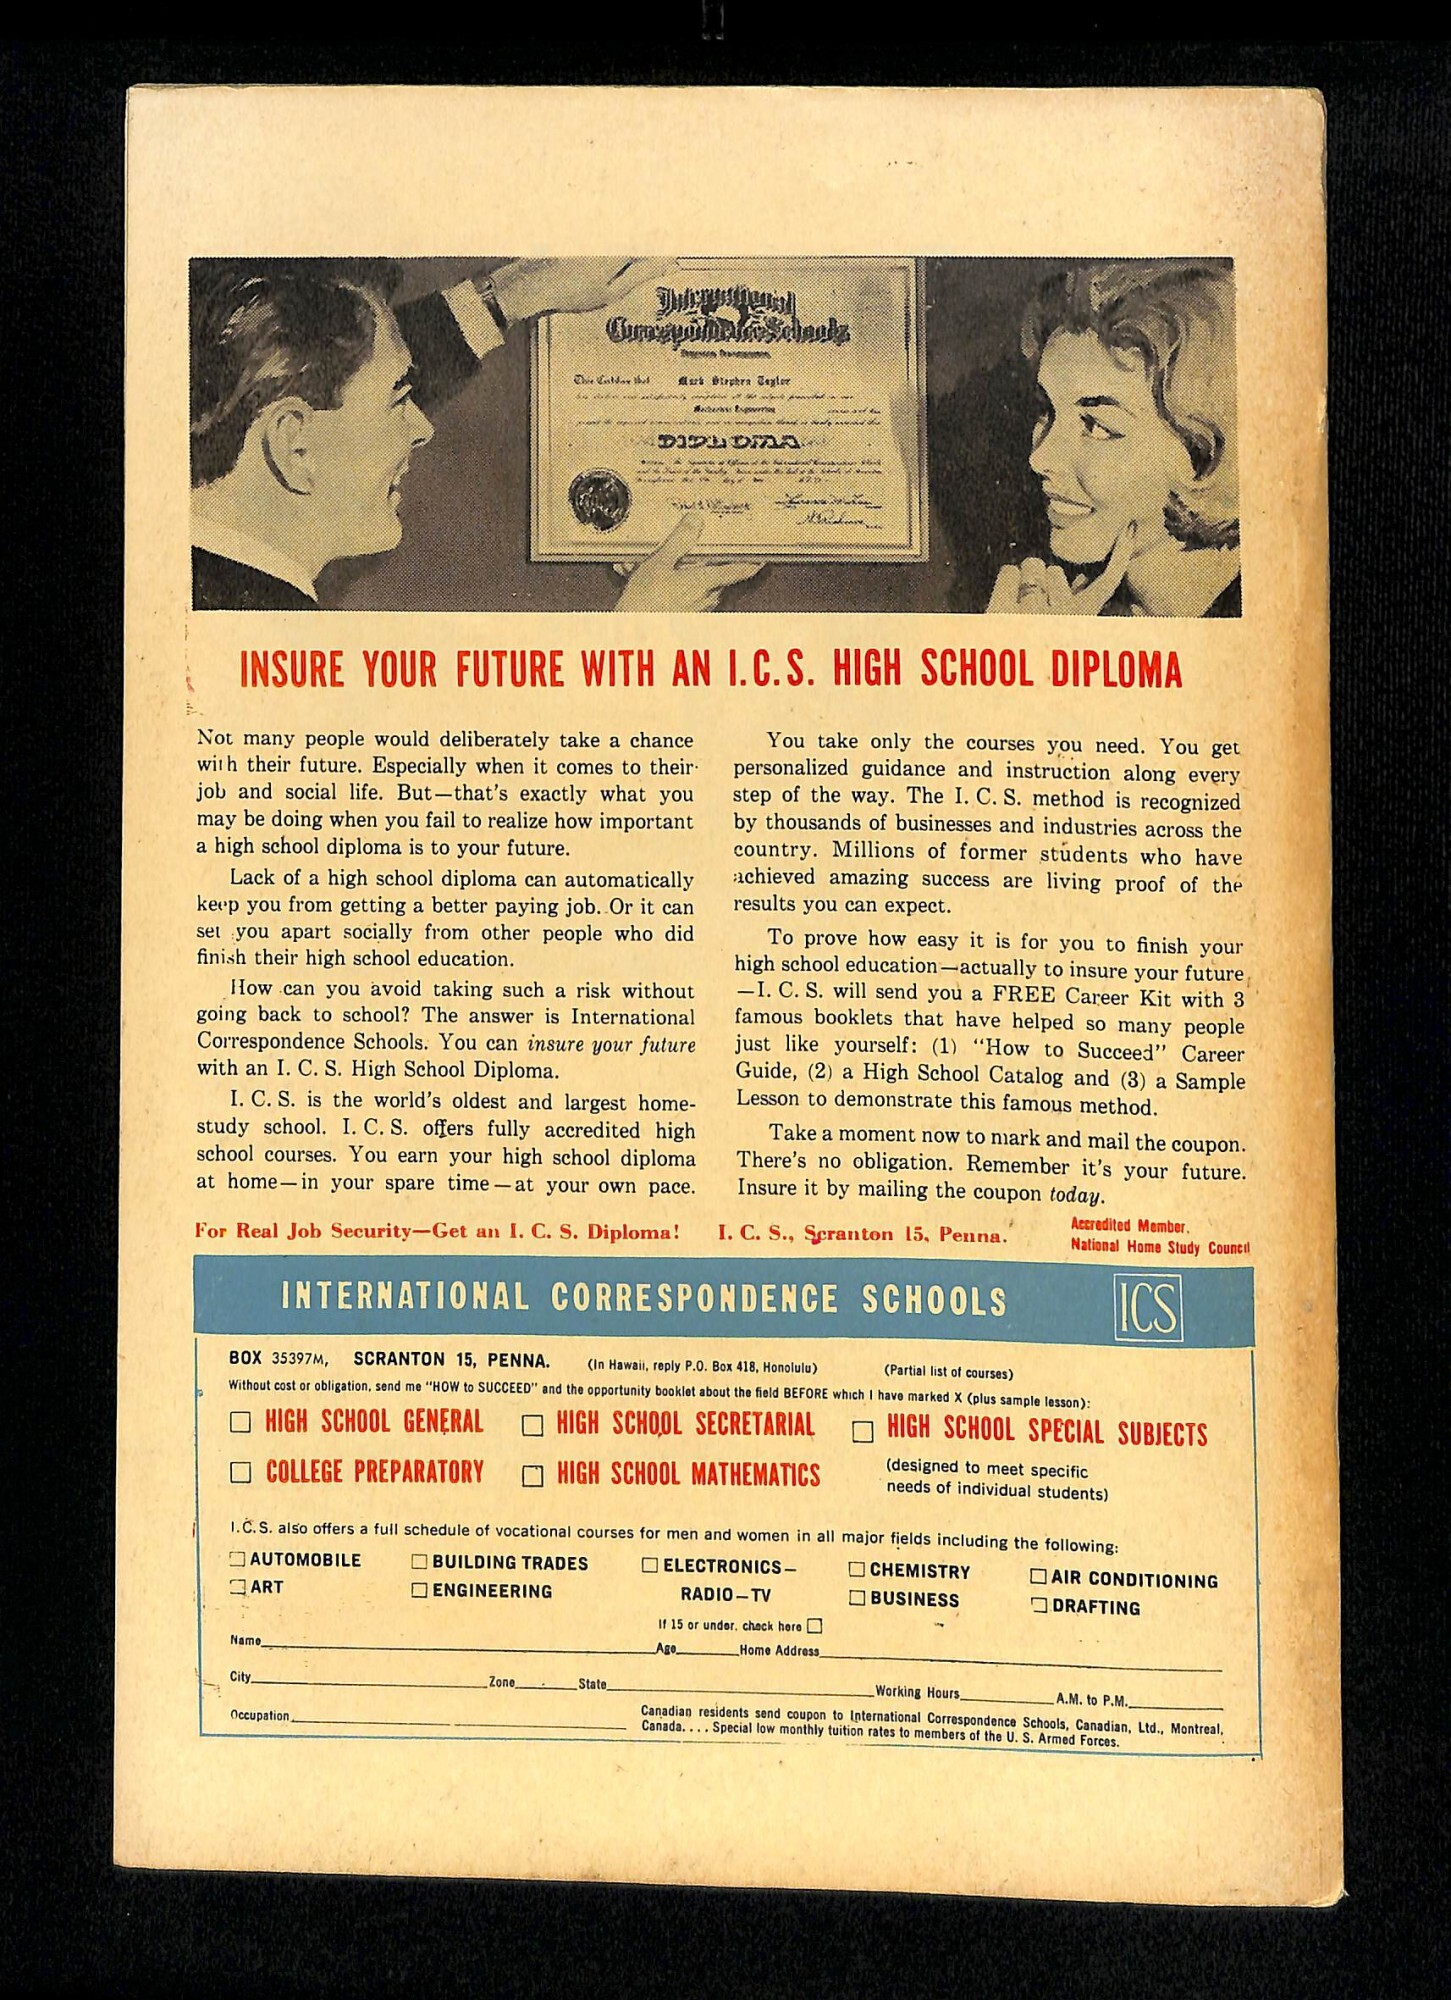 International
Correspondence Schools
This Certifies that Mark Stephen Taylor
Mechanical Engineering
DIPLOMA
INSURE YOUR FUTURE WITH AN I.C.S. HIGH SCHOOL DIPLOMA
Not many people would deliberately take a chance
with their future. Especially when it comes to their
job and social life. But—that's exactly what you
may be doing when you fail to realize how important
a high school diploma is to your future.
Lack of a high school diploma can automatically
keep you from getting a better paying job. Or it can
set you apart socially from other people who did
finish their high school education.
How can you avoid taking such a risk without
going back to school? The answer is International
Correspondence Schools. You can insure your future
with an I. C. S. High School Diploma.
I. C. S. is the world's oldest and largest home-
study school. I. C. S. offers fully accredited high
school courses. You earn your high school diploma
at home—in your spare time—at your own pace.
You take only the courses you need. You get
personalized guidance and instruction along every
step of the way. The I. C. S. method is recognized
by thousands of businesses and industries across the
country. Millions of former students who have
achieved amazing success are living proof of the
results you can expect.
To prove how easy it is for you to finish your
high school education—actually to insure your future
—I. C. S. will send you a FREE Career Kit with 3
famous booklets that have helped so many people
just like yourself: (1) "How to Succeed" Career
Guide, (2) a High School Catalog and (3) a Sample
Lesson to demonstrate this famous method.
Take a moment now to mark and mail the coupon.
There's no obligation. Remember it's your future.
Insure it by mailing the coupon today.
For Real Job Security—Get an I. C. S. Diploma! I. C. S., Scranton 15, Penna.
Accredited Member,
National Home Study Council
INTERNATIONAL CORRESPONDENCE SCHOOLS ICS
BOX 35397M, SCRANTON 15, PENNA. (In Hawaii, reply P.O. Box 418, Honolulu) (Partial list of courses)
Without cost or obligation, send me "HOW to SUCCEED" and the opportunity booklet about the field BEFORE which I have marked X (plus sample lesson):
HIGH SCHOOL GENERAL HIGH SCHOOL SECRETARIAL HIGH SCHOOL SPECIAL SUBJECTS
COLLEGE PREPARATORY HIGH SCHOOL MATHEMATICS (designed to meet specific
needs of individual students)
I.C.S. also offers a full schedule of vocational courses for men and women in all major fields including the following:
AUTOMOBILE BUILDING TRADES ELECTRONICS— CHEMISTRY AIR CONDITIONING
ART ENGINEERING RADIO—TV BUSINESS DRAFTING
If 15 or under, check here
Name Age Home Address
City Zone State Working Hours A.M. to P.M.
Occupation
Canadian residents send coupon to International Correspondence Schools, Canadian, Ltd., Montreal,
Canada. . . . Special low monthly tuition rates to members of the U. S. Armed Forces.